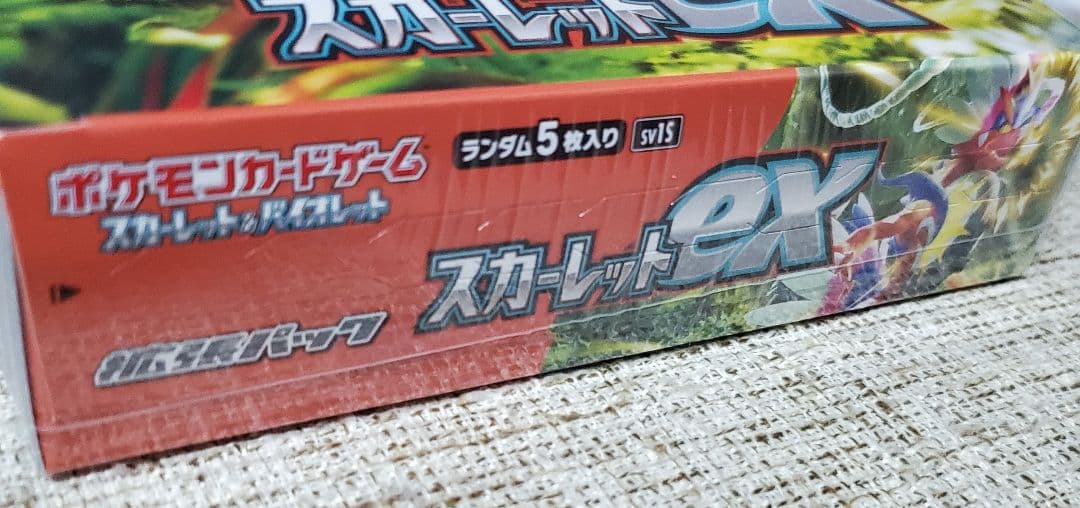 スカーレットex
ポケモンカードゲーム
スカーレット&バイオレット
ランダム5枚入り SV1S
スカーレットex
拡張パック